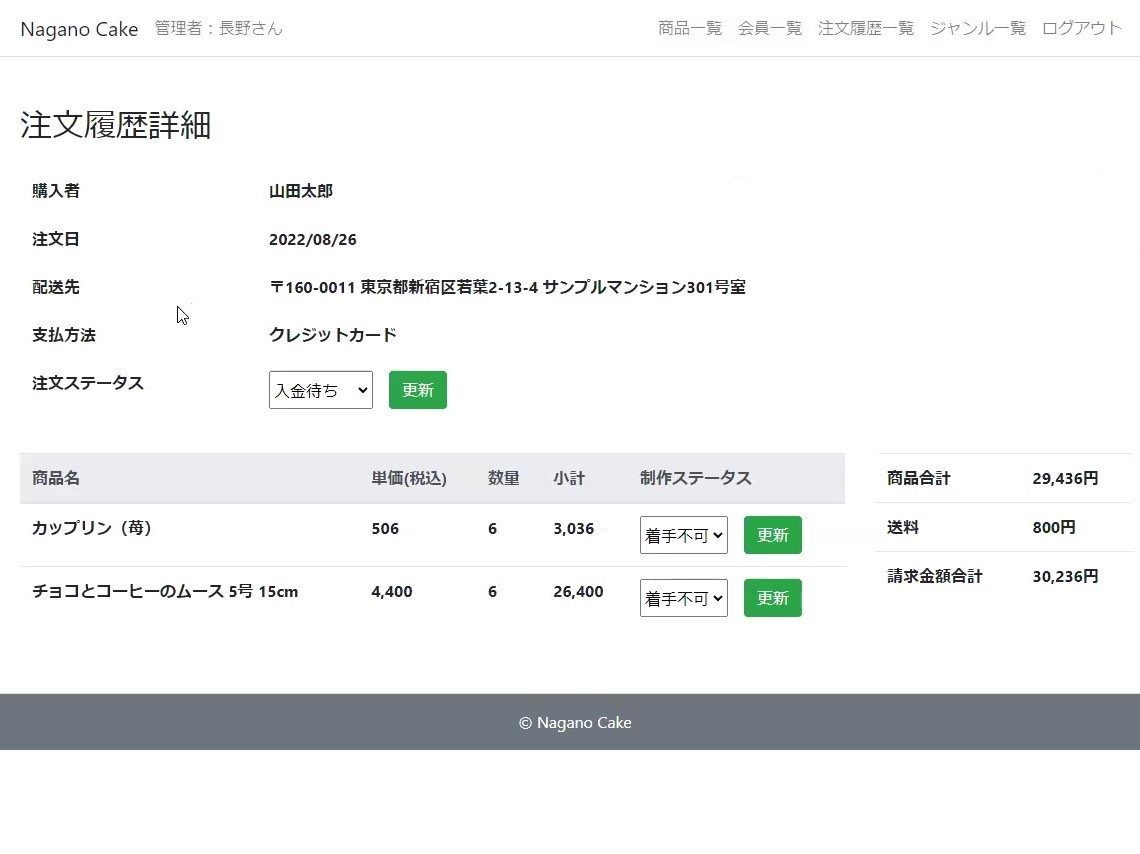 Nagano Cake 管理者：長野さん 商品一覧 会員一覧 注文履歴一覧 ジャンル一覧 ログアウト
注文履歴詳細
購入者 山田太郎
注文日 2022/08/26
配送先 〒160-0011 東京都新宿区若葉2-13-4 サンプルマンション301号室
支払方法 クレジットカード
注文ステータス 入金待ち 更新
商品名 単価(税込) 数量 小計 制作ステータス
カップリン（苺） 506 6 3,036 着手不可 更新
チョコとコーヒーのムース 5号 15cm 4,400 6 26,400 着手不可 更新
商品合計 29,436円
送料 800円
請求金額合計 30,236円
© Nagano Cake